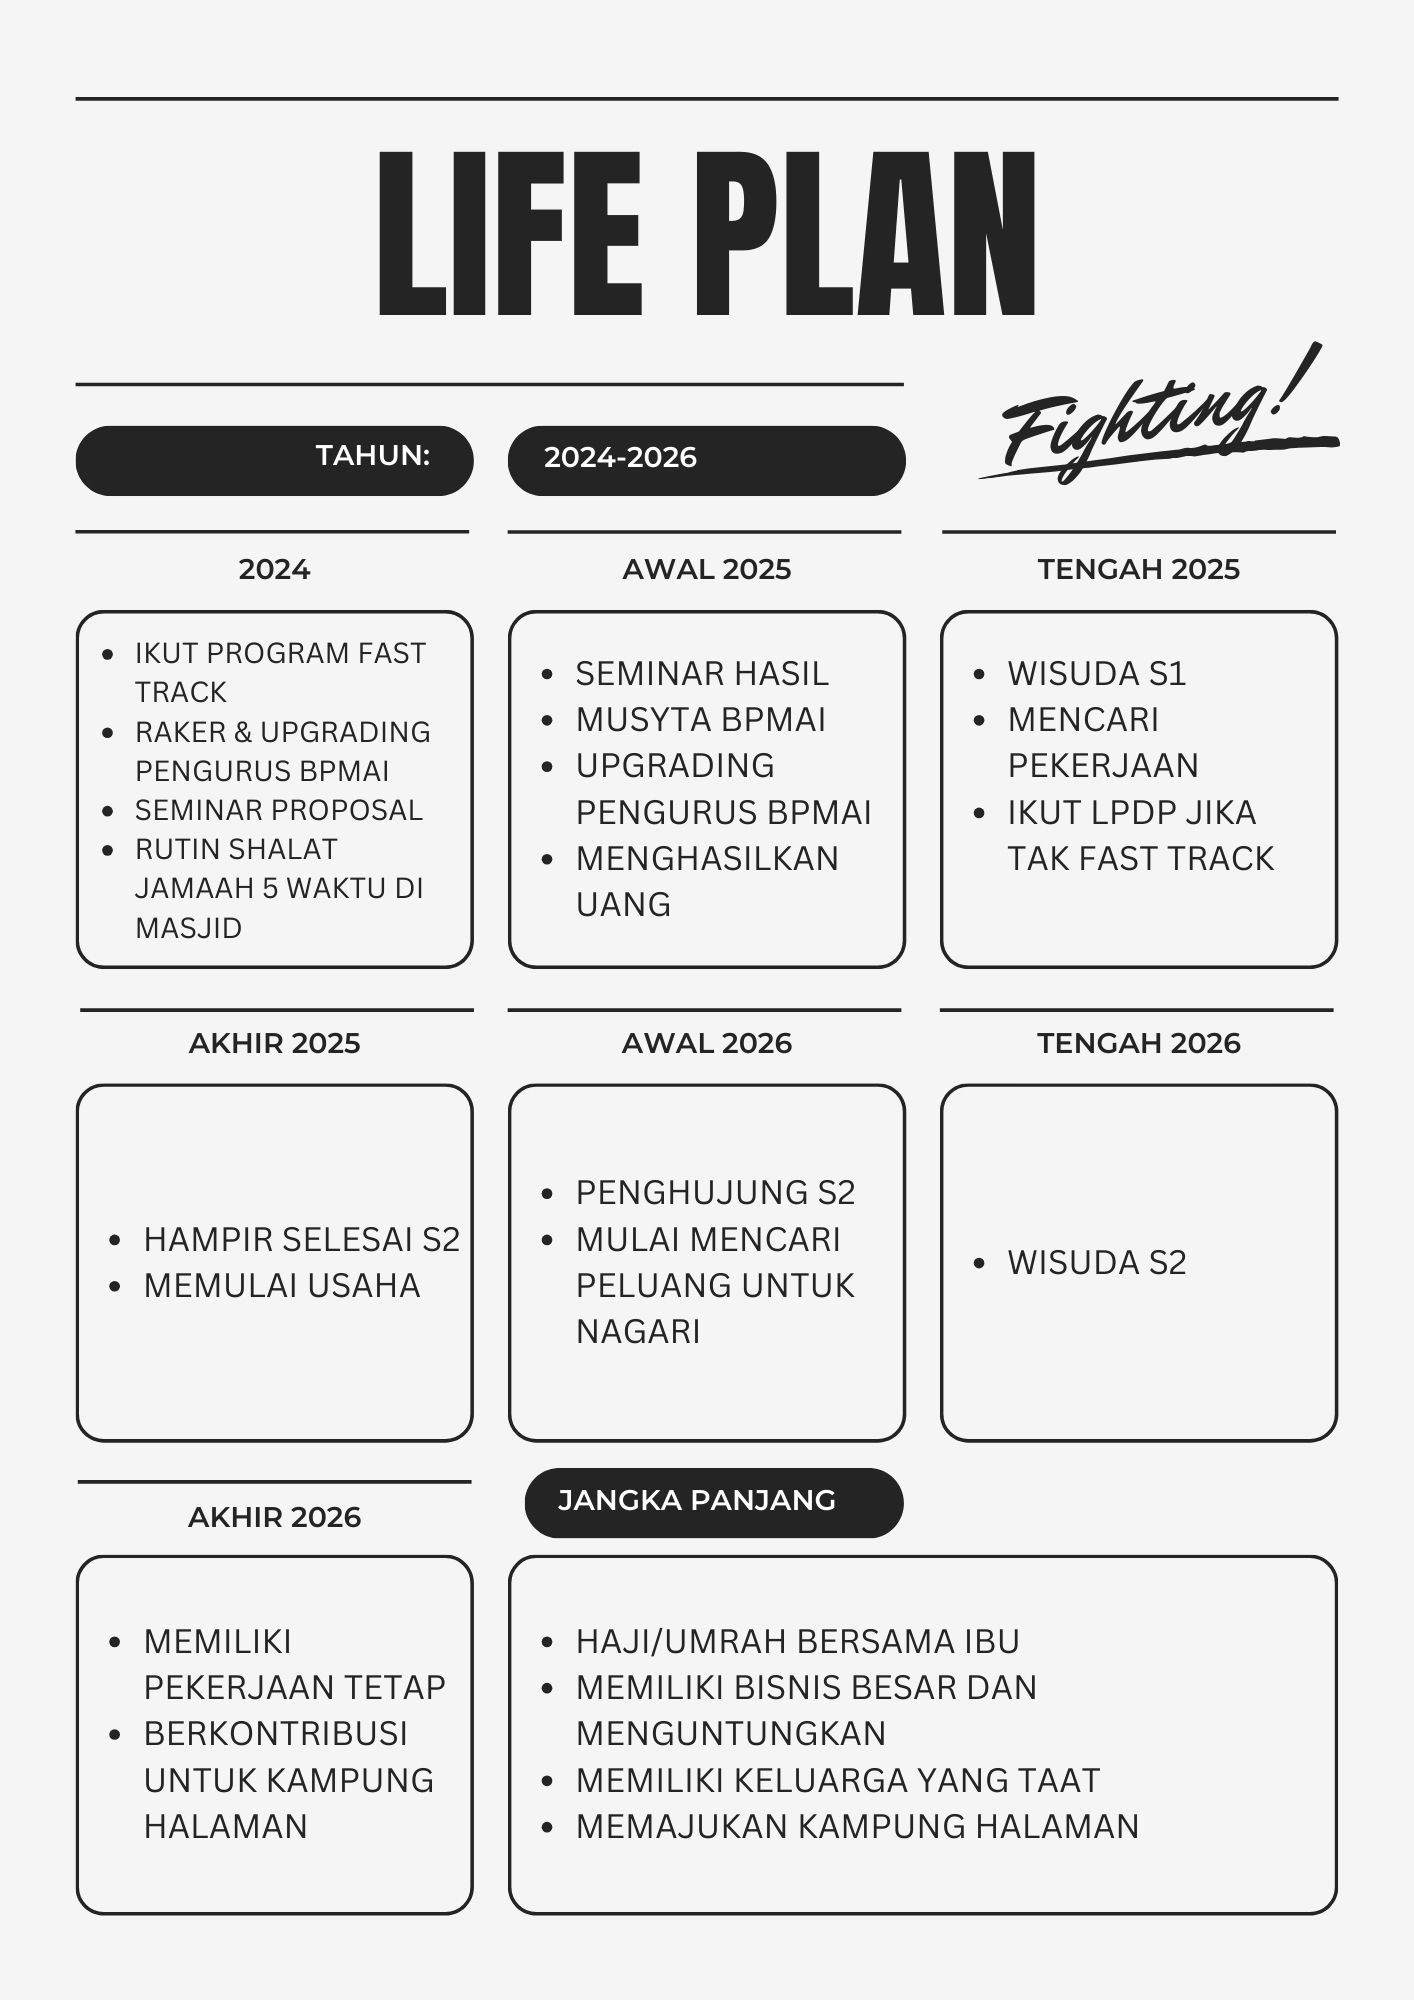 LIFE PLAN
Fighting!
TAHUN:
2024-2026
2024
IKUT PROGRAM FAST
TRACK
RAKER & UPGRADING
PENGURUS BPMAI
SEMINAR PROPOSAL
RUTIN SHALAT
JAMAAH 5 WAKTU DI
MASJID
AWAL 2025
SEMINAR HASIL
MUSYTA BPMAI
UPGRADING
PENGURUS BPMAI
MENGHASILKAN
UANG
TENGAH 2025
WISUDA S1
MENCARI
PEKERJAAN
IKUT LPDP JIKA
TAK FAST TRACK
AKHIR 2025
HAMPIR SELESAI S2
MEMULAI USAHA
AWAL 2026
PENGHUJUNG S2
MULAI MENCARI
PELUANG UNTUK
NAGARI
TENGAH 2026
WISUDA S2
AKHIR 2026
MEMILIKI
PEKERJAAN TETAP
BERKONTRIBUSI
UNTUK KAMPUNG
HALAMAN
JANGKA PANJANG
HAJI/UMRAH BERSAMA IBU
MEMILIKI BISNIS BESAR DAN
MENGUNTUNGKAN
MEMILIKI KELUARGA YANG TAAT
MEMAJUKAN KAMPUNG HALAMAN